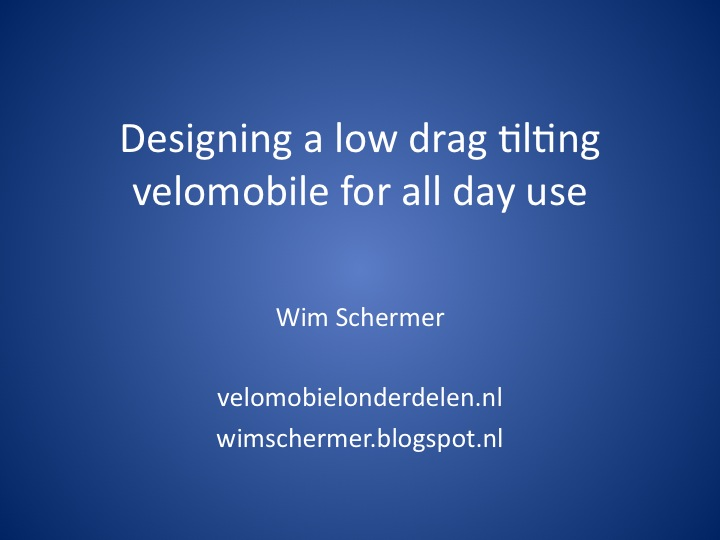 Designing a low drag tilting
velomobile for all day use
Wim Schermer
velomobielonderdelen.nl
wimschermer.blogspot.nl